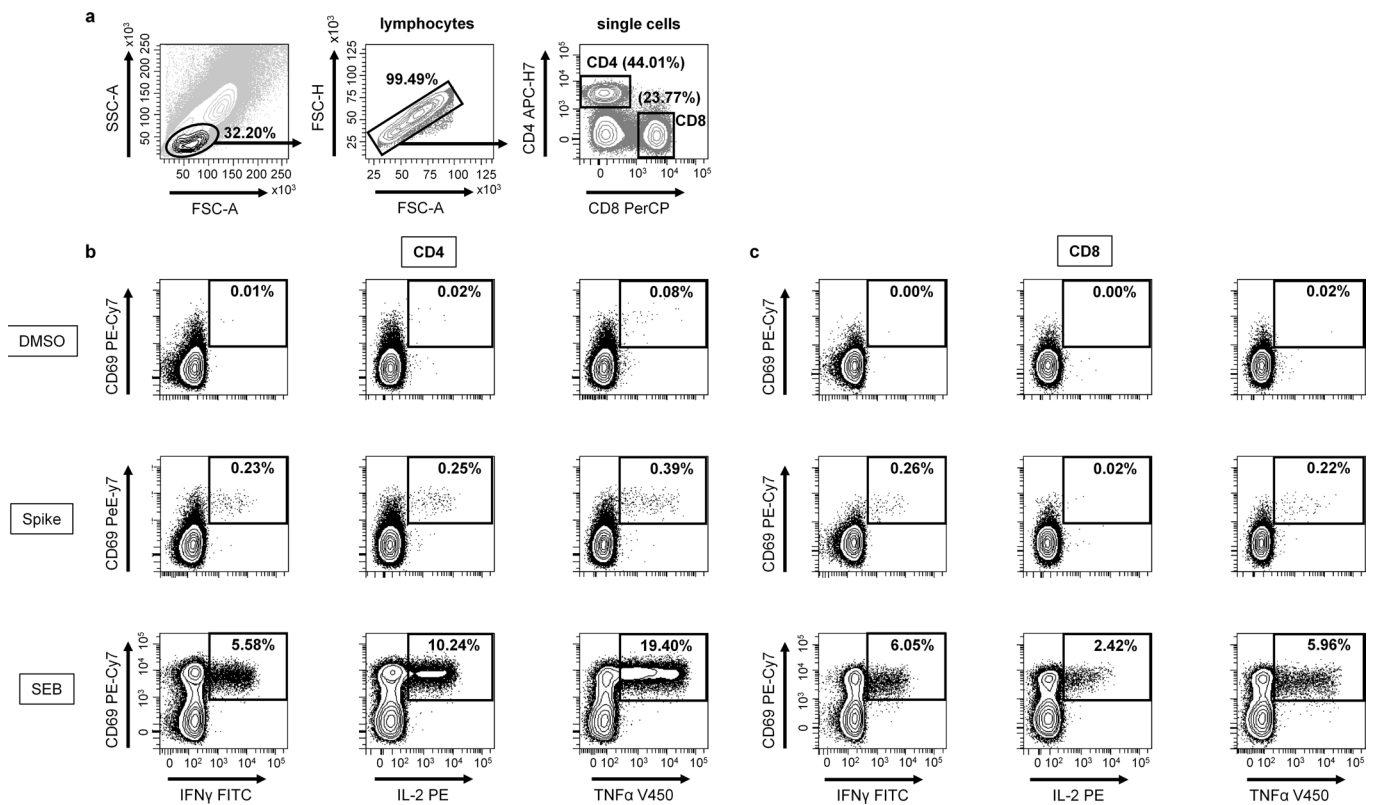 a
lymphocytes
single cells
x10³
SSC-A
250
200
150
100
50
32.20%
50 100 150 200 250
x10³
FSC-A
x10³
FSC-H
125
100
75
50
25
99.49%
25 50 75 100 125
x10³
FSC-A
CD4 APC-H7
10⁵
10⁴
10³
0
CD4 (44.01%)
(23.77%)
CD8
0 10³ 10⁴ 10⁵
CD8 PerCP
b
CD4
c
CD8
DMSO
CD69 PE-Cy7
0.01%
0.02%
0.08%
CD69 PE-Cy7
0.00%
0.00%
0.02%
Spike
CD69 PeE-y7
0.23%
0.25%
0.39%
CD69 PE-Cy7
0.26%
0.02%
0.22%
SEB
CD69 PE-Cy7
10⁵
10⁴
10³
0
5.58%
10.24%
19.40%
CD69 PE-Cy7
10⁵
10⁴
10³
0
6.05%
2.42%
5.96%
0 10² 10³ 10⁴ 10⁵
0 10² 10³ 10⁴ 10⁵
0 10² 10³ 10⁴ 10⁵
0 10² 10³ 10⁴ 10⁵
0 10² 10³ 10⁴ 10⁵
0 10² 10³ 10⁴ 10⁵
IFNγ FITC
IL-2 PE
TNFα V450
IFNγ FITC
IL-2 PE
TNFα V450